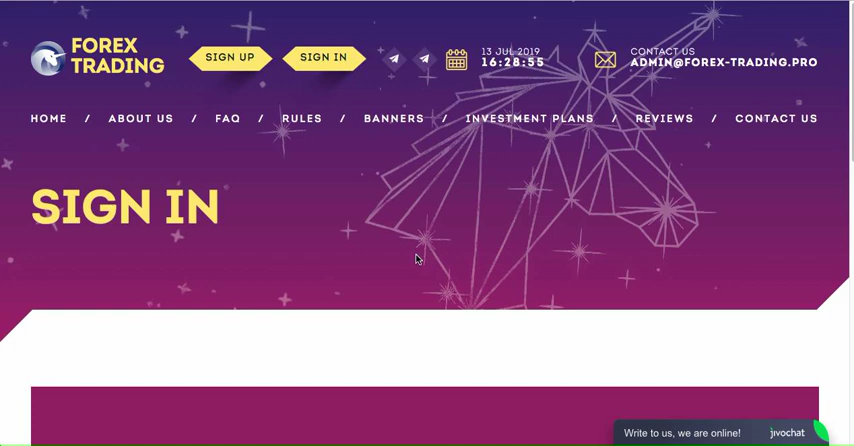 FOREX
TRADING
SIGN UP
SIGN IN
13 JUL 2019
16:28:55
CONTACT US
ADMIN@FOREX-TRADING.PRO
HOME / ABOUT US / FAQ / RULES / BANNERS / INVESTMENT PLANS / REVIEWS / CONTACT US
SIGN IN
Write to us, we are online! jivochat